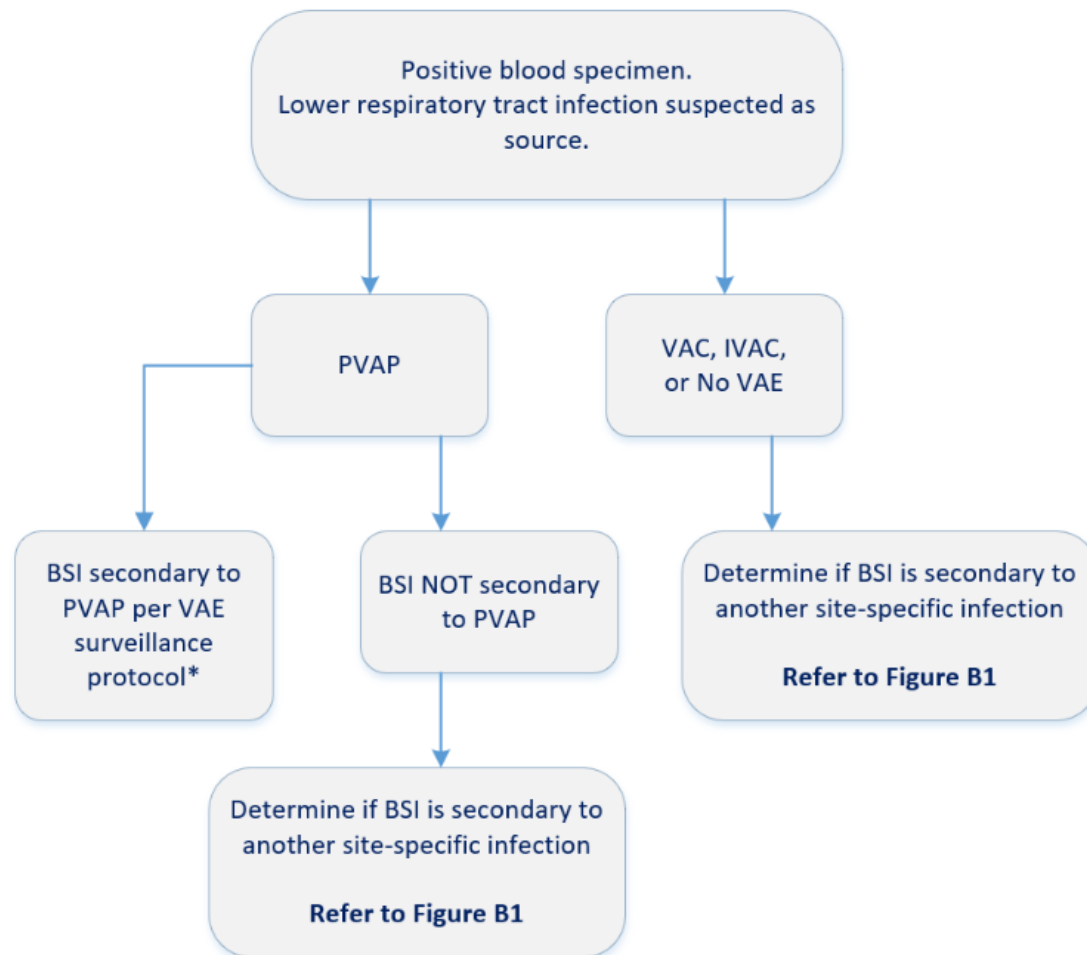 Positive blood specimen.
Lower respiratory tract infection suspected as
source.
PVAP
VAC, IVAC,
or No VAE
BSI secondary to
PVAP per VAE
surveillance
protocol*
BSI NOT secondary
to PVAP
Determine if BSI is secondary to
another site-specific infection
Refer to Figure B1
Determine if BSI is secondary to
another site-specific infection
Refer to Figure B1